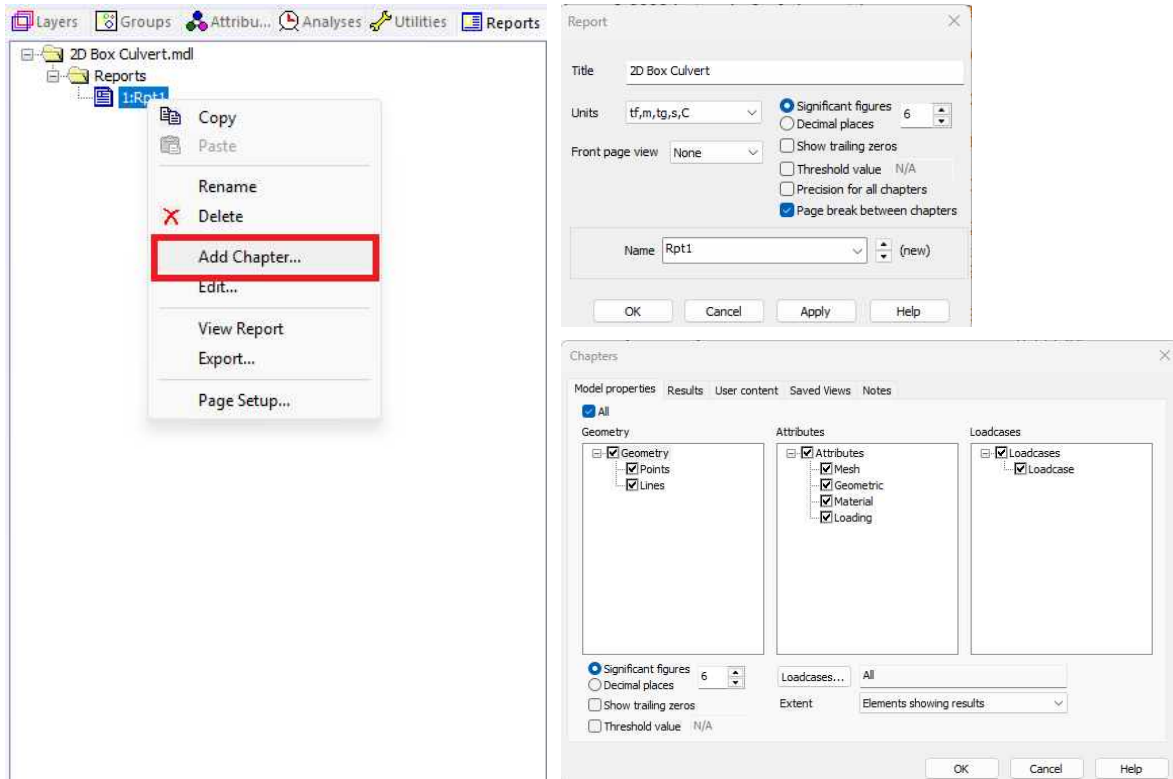 Layers Groups Attribu... Analyses Utilities Reports
2D Box Culvert.mdl
Reports
1:Rpt1
Copy
Paste
Rename
Delete
Add Chapter...
Edit...
View Report
Export...
Page Setup...
Report
Title 2D Box Culvert
Units tf,m,tg,s,C Significant figures 6
Decimal places
Front page view None Show trailing zeros
Threshold value N/A
Precision for all chapters
Page break between chapters
Name Rpt1 (new)
OK Cancel Apply Help
Chapters
Model properties Results User content Saved Views Notes
All
Geometry Attributes Loadcases
Geometry Attributes Loadcases
Points Mesh Loadcase
Lines Geometric
Material
Loading
Significant figures 6 Loadcases... All
Decimal places
Show trailing zeros Extent Elements showing results
Threshold value N/A
OK Cancel Help